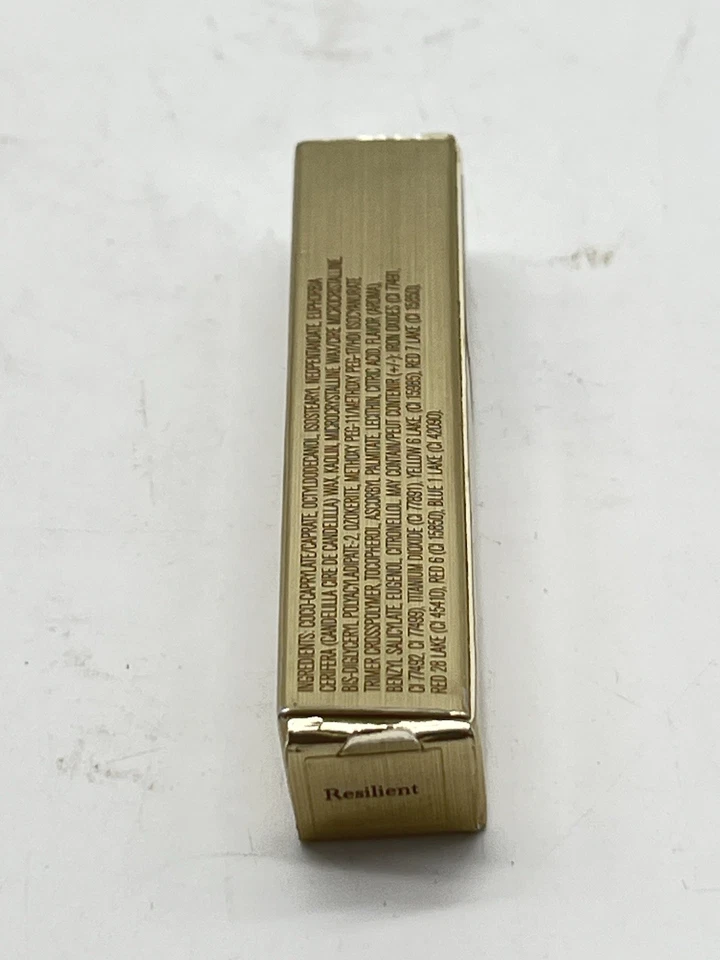 INGREDIENTS: COCO-CAPRYLATE/CAPRATE, OCTYLDODECANOL, ISOSTEARYL NEOPENTANOATE, EUPHORBIA
CERIFERA (CANDELILLA CIRE DE CANDELILLA) WAX, KAOLIN, MICROCRYSTALLINE WAX/CIRE MICROCRYSTALLINE
BIS-DIGLYCERYL POLYACYLADIPATE-2, OZOKERITE, METHOXY PEG-11/METHOXY PEG-17/HDI ISOCYANURATE
TRIMER CROSSPOLYMER, TOCOPHEROL, ASCORBYL PALMITATE, LECITHIN, CITRIC ACID, FLAVOR (AROMA),
BENZYL SALICYLATE, EUGENOL, CITRONELLOL. MAY CONTAIN/PEUT CONTENIR (+/-): IRON OXIDES (CI 77491,
CI 77492, CI 77499), TITANIUM DIOXIDE (CI 77891), YELLOW 6 LAKE (CI 15985), RED 7 LAKE (CI 15850),
RED 28 LAKE (CI 45410), RED 6 (CI 15850), BLUE 1 LAKE (CI 42090).
Resilient